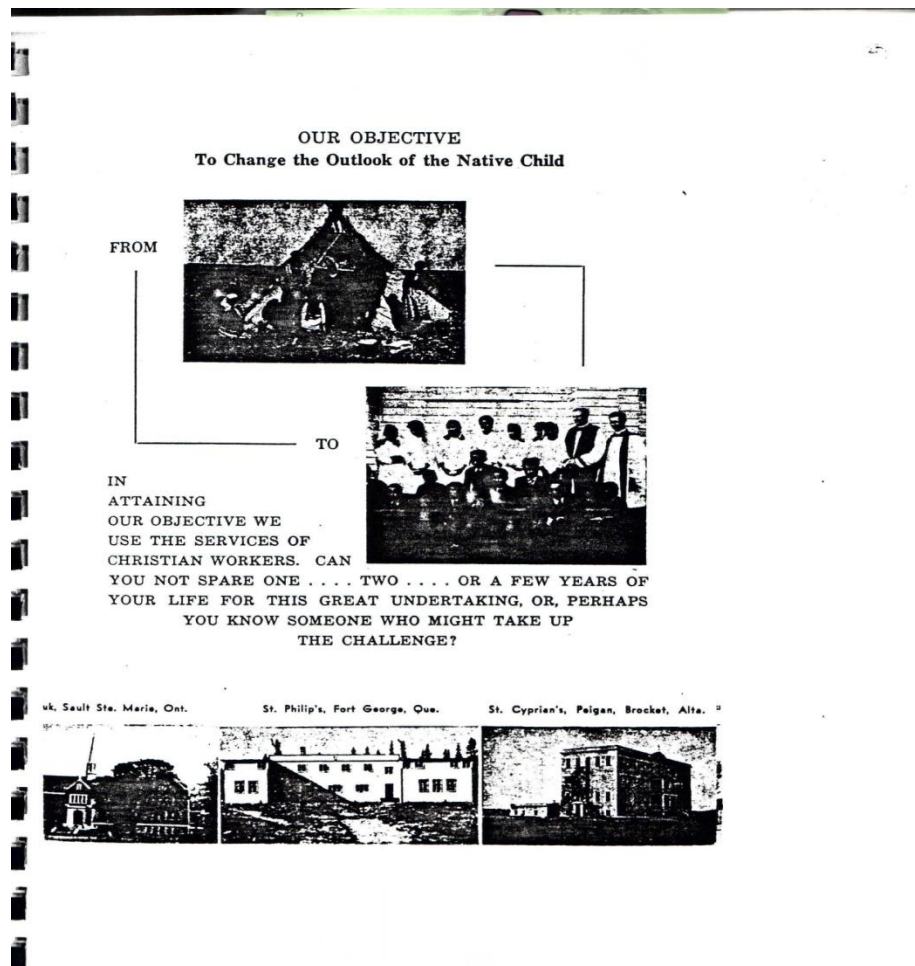 OUR OBJECTIVE
To Change the Outlook of the Native Child
FROM
TO
IN
ATTAINING
OUR OBJECTIVE WE
USE THE SERVICES OF
CHRISTIAN WORKERS. CAN
YOU NOT SPARE ONE . . . . TWO . . . . OR A FEW YEARS OF
YOUR LIFE FOR THIS GREAT UNDERTAKING, OR, PERHAPS
YOU KNOW SOMEONE WHO MIGHT TAKE UP
THE CHALLENGE?
uk, Sault Ste. Marie, Ont.
St. Philip's, Fort George, Que.
St. Cyprian's, Peigan, Brocket, Alta.